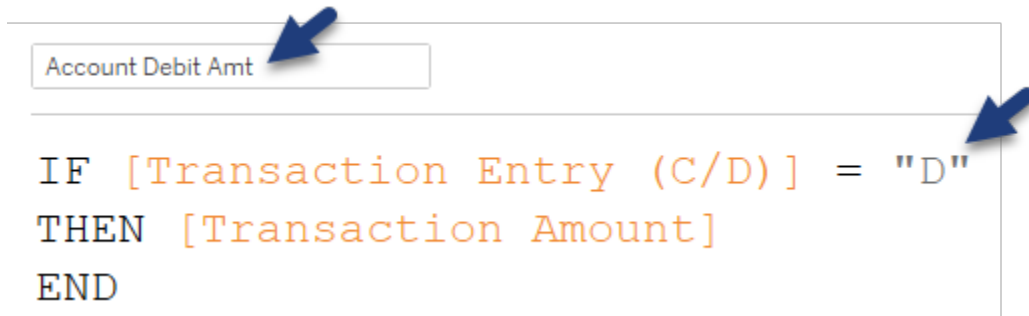 Account Debit Amt
IF [Transaction Entry (C/D)] = "D"
THEN [Transaction Amount]
END